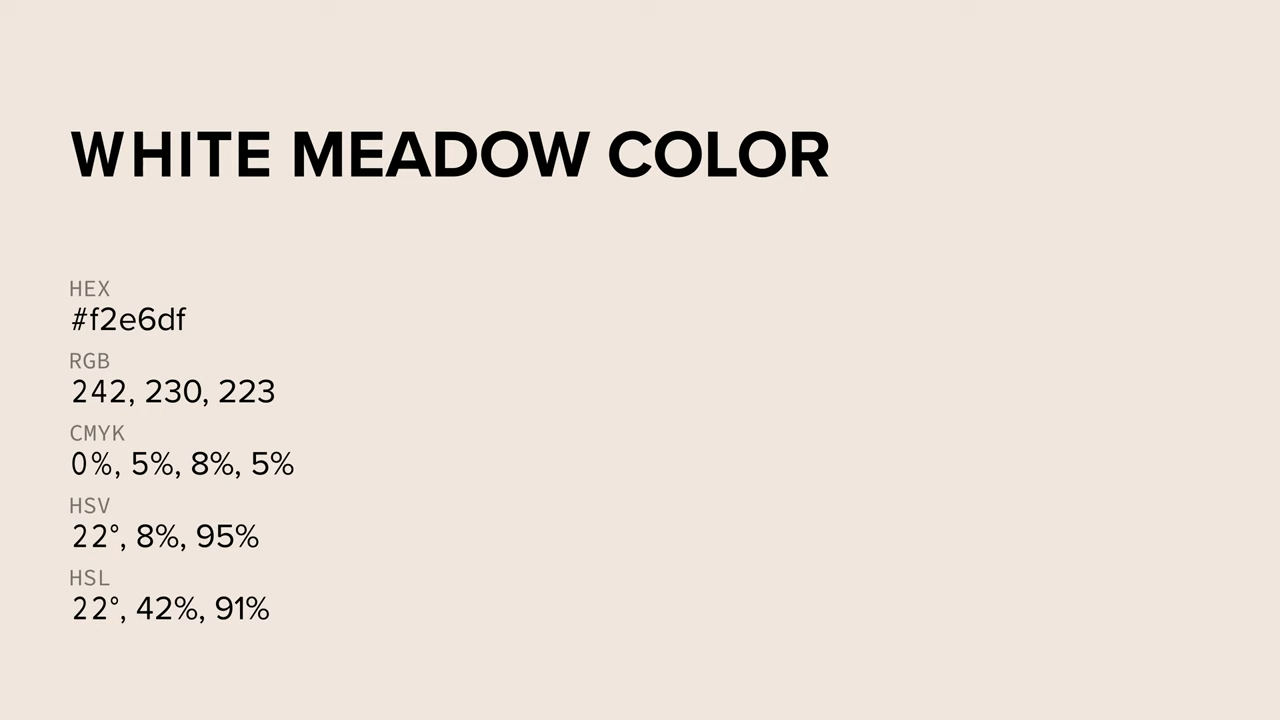 WHITE MEADOW COLOR
HEX
#f2e6df
RGB
242, 230, 223
CMYK
0%, 5%, 8%, 5%
HSV
22°, 8%, 95%
HSL
22°, 42%, 91%